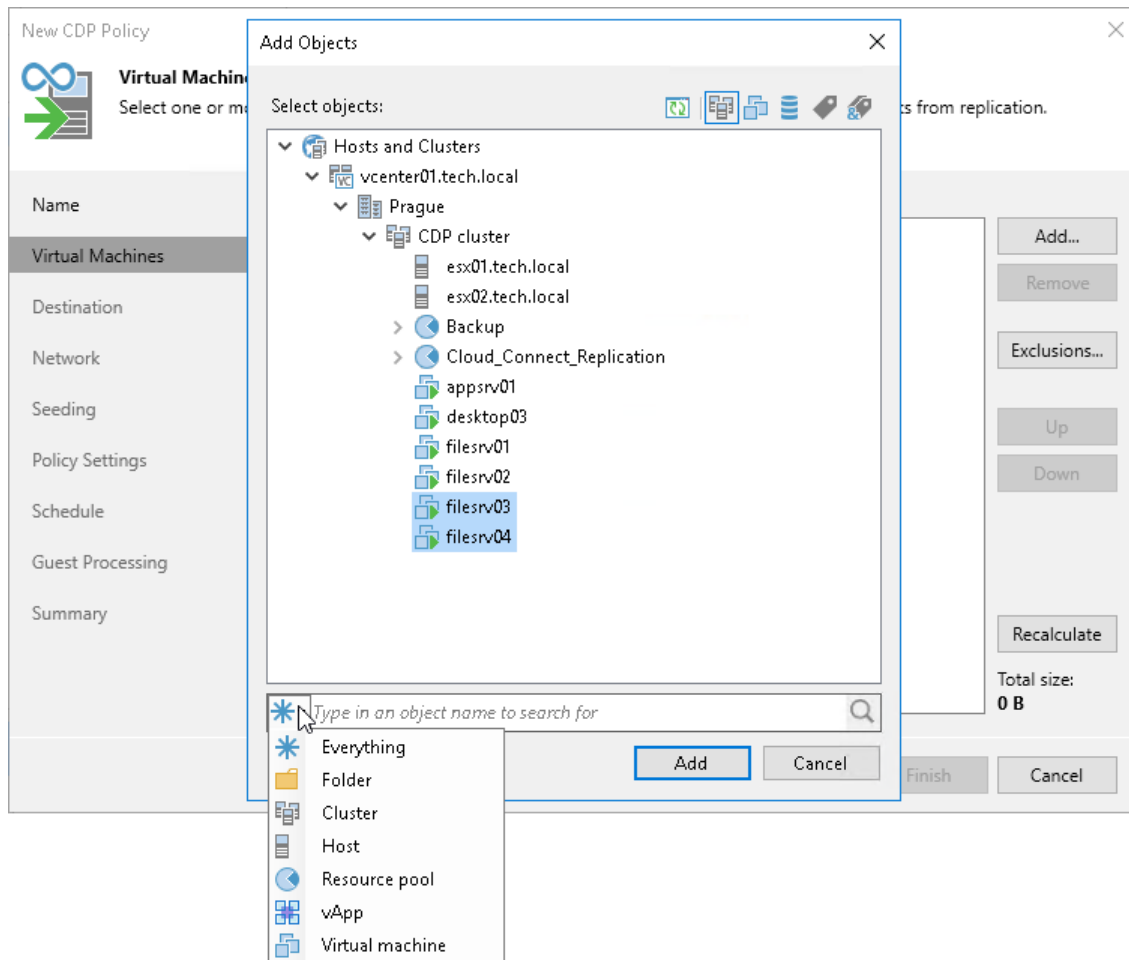 New CDP Policy
Virtual Machin
Select one or m
ts from replication.
Name
Virtual Machines
Destination
Network
Seeding
Policy Settings
Schedule
Guest Processing
Summary
Add Objects
Select objects:
Hosts and Clusters
VC
vcenter01.tech.local
Prague
CDP cluster
esx01.tech.local
esx02.tech.local
Backup
Cloud_Connect_Replication
appsrv01
desktop03
filesrv01
filesrv02
filesrv03
filesrv04
Type in an object name to search for
Add
Cancel
Everything
Folder
Cluster
Host
Resource pool
vApp
Virtual machine
Add...
Remove
Exclusions...
Up
Down
Recalculate
Total size:
0 B
Finish
Cancel